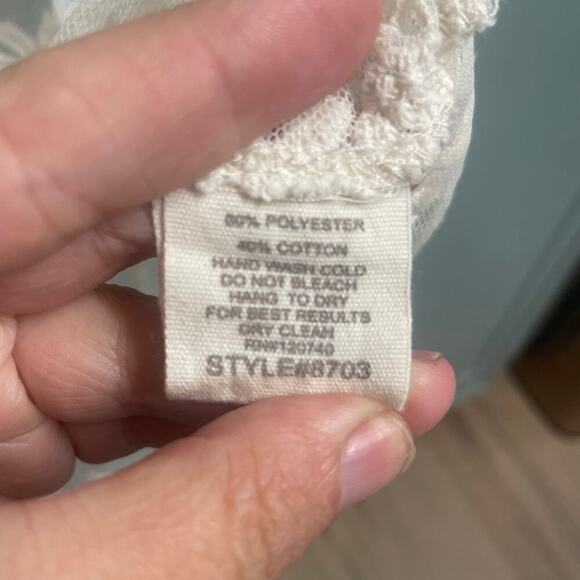 60% POLYESTER
40% COTTON
HAND WASH COLD
DO NOT BLEACH
HANG TO DRY
FOR BEST RESULTS
DRY CLEAN
RN#120740
STYLE#8703